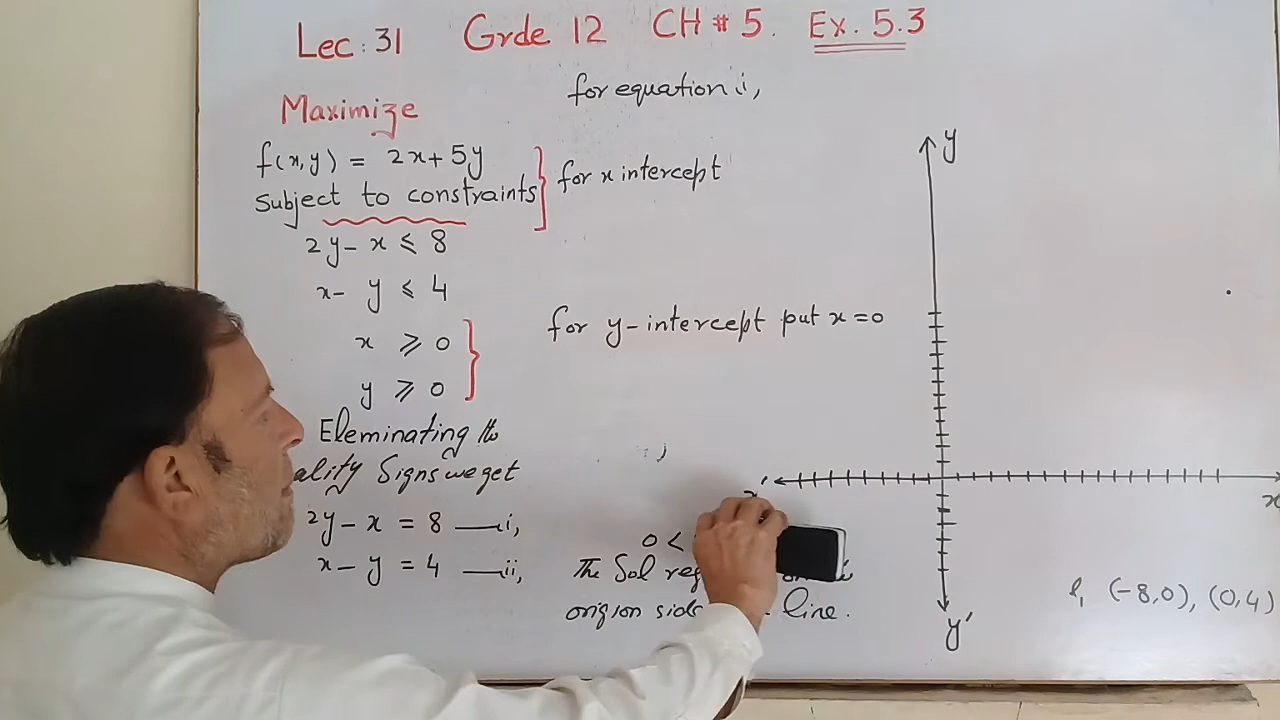 Lec: 31 Grde 12 CH # 5. Ex. 5.3
for equation i,
Maximize
f(x,y) = 2x+5y
Subject to constraints
for x intercept
2y- x ⩽ 8
x- y ⩽ 4
x ⩾ 0
y ⩾ 0
for y-intercept put x=0
Eleminating the
ality Signs we get
2y- x = 8 —i,
x- y = 4 —ii,
0 <
The Sol
origion side line.
y
x'
x
y'
l, (-8,0), (0,4)